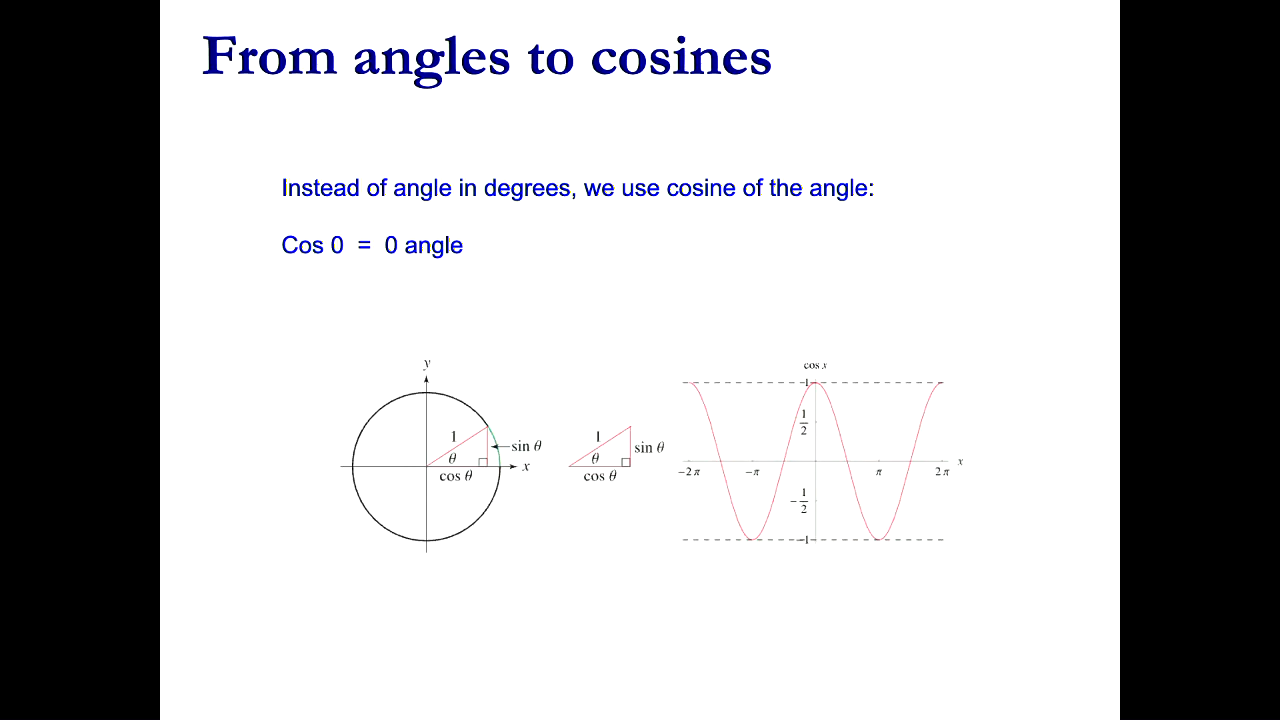 From angles to cosines
Instead of angle in degrees, we use cosine of the angle:
Cos 0 = 0 angle
y
1
θ
cos θ
sin θ
x
1
θ
cos θ
sin θ
cos x
1
1/2
-2π
-π
π
2π
x
-1/2
-1